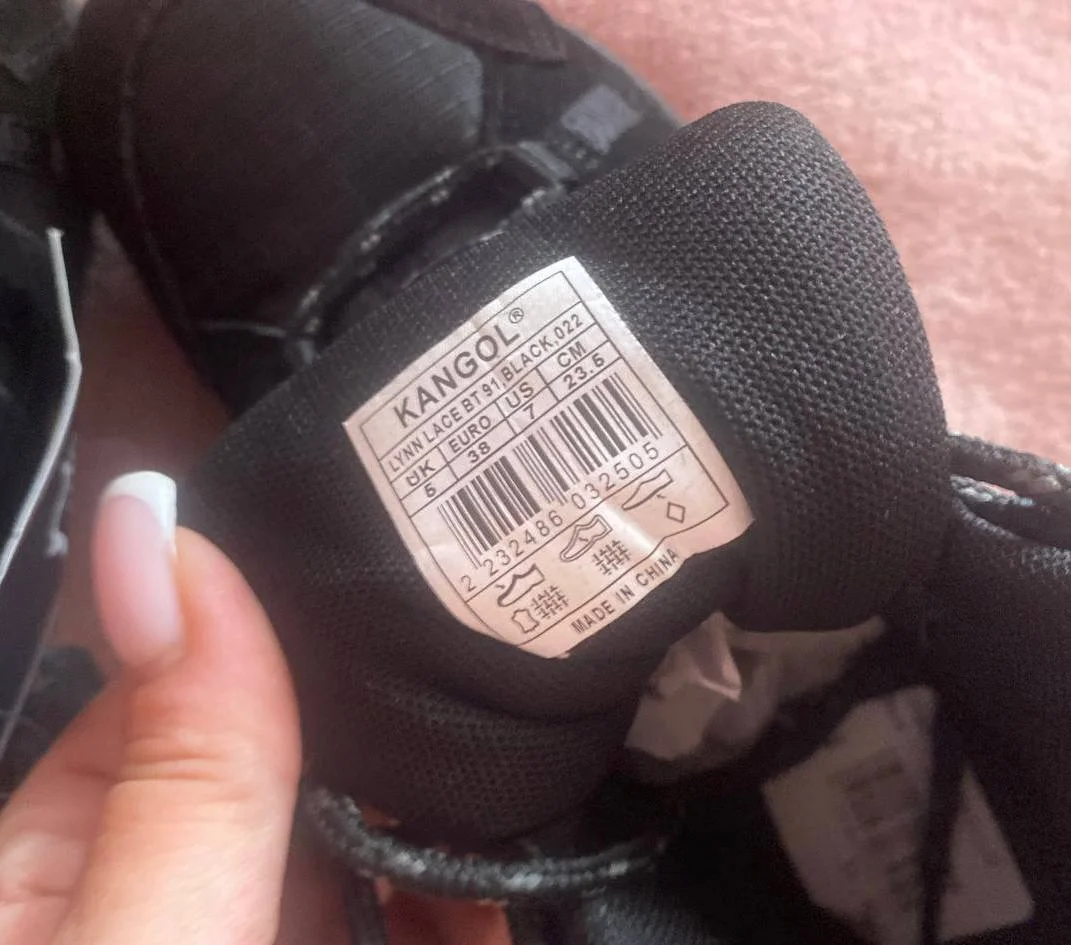 KANGOL®
LYNN LACE BT 91,BLACK,022
UK EURO US CM
5 38 7 23.5
2 232486 032505
MADE IN CHINA